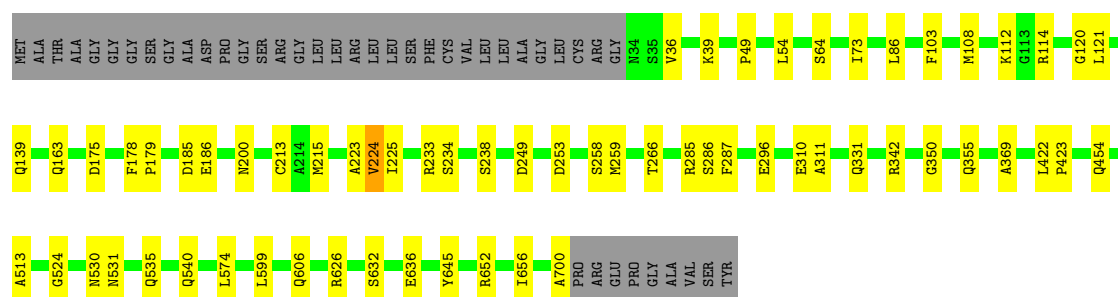 MET ALA THR ALA GLY GLY GLY SER GLY ALA ASP PRO GLY SER ARG GLY LEU LEU ARG LEU LEU SER PHE CYS VAL LEU LEU ALA GLY LEU CYS ARG GLY N34 S35 V36 K39 P49 L54 S64 I73 L86 F103 M108 K112 G113 R114 G120 L121
Q139 Q163 D175 F178 P179 D185 E186 N200 C213 A214 M215 A223 V224 I225 R233 S234 S238 D249 D253 S258 M259 T266 R285 S286 F287 E296 E310 A311 Q331 R342 G350 Q355 A369 L422 P423 Q454
A513 G524 N530 N531 Q535 Q540 L574 L599 Q606 R626 S632 E636 Y645 R652 I656 A700 PRO ARG GLU PRO GLY ALA VAL SER TYR